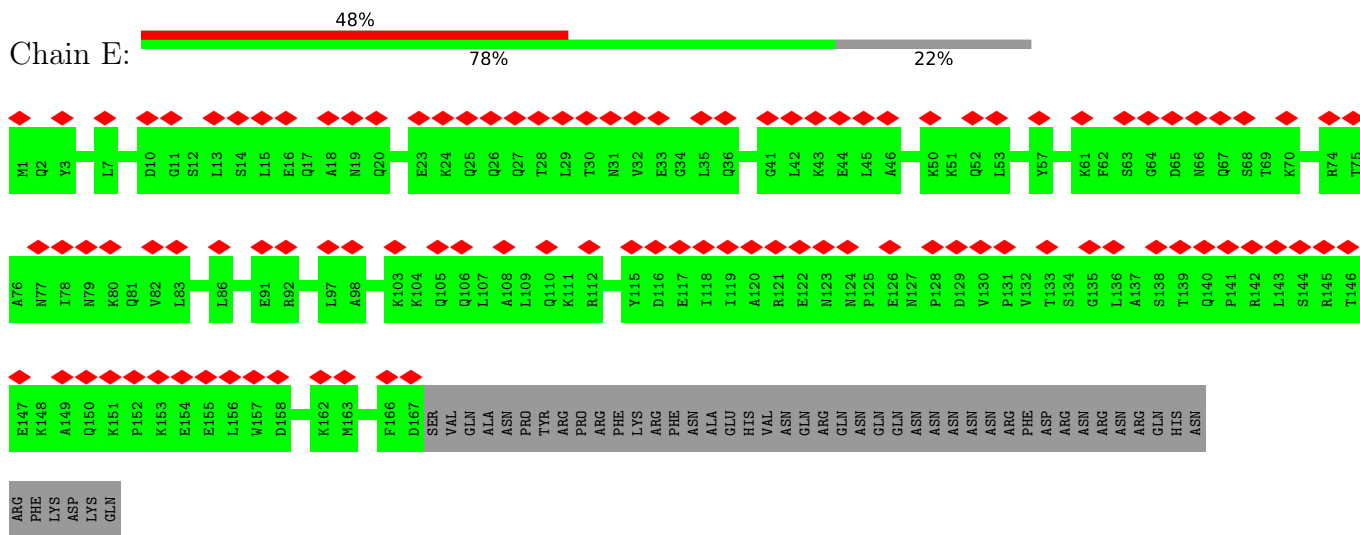 48%
Chain E:
78% 22%
M1 Q2 Y3 L7 D10 G11 S12 L13 S14 L15 E16 Q17 A18 N19 Q20 E23 K24 Q25 Q26 Q27 T28 L29 T30 N31 V32 E33 G34 L35 Q36 G41 L42 K43 E44 L45 A46 K50 K51 Q52 L53 Y57 K61 F62 S63 G64 D65 N66 Q67 S68 T69 K70 R74 T75
A76 N77 I78 N79 K80 Q81 V82 L83 L86 E91 R92 L97 A98 K103 K104 Q105 Q106 L107 A108 L109 Q110 K111 R112 Y115 D116 E117 I118 I119 A120 R121 E122 N123 N124 P125 E126 N127 P128 D129 V130 P131 V132 T133 S134 G135 L136 A137 S138 T139 Q140 P141 R142 L143 S144 R145 T146
E147 K148 A149 Q150 K151 P152 K153 E154 E155 L156 W157 D158 K162 M163 F166 D167 SER VAL GLN ALA ASN PRO TYR ARG PRO ARG PHE LYS ARG PHE ASN ALA GLU HIS VAL ASN GLN ARG GLN ASN GLN GLN ASN ASN ASN ASN ASN ARG PHE ASP ARG ASN ARG ASN ARG GLN HIS ASN
ARG PHE LYS ASP LYS GLN